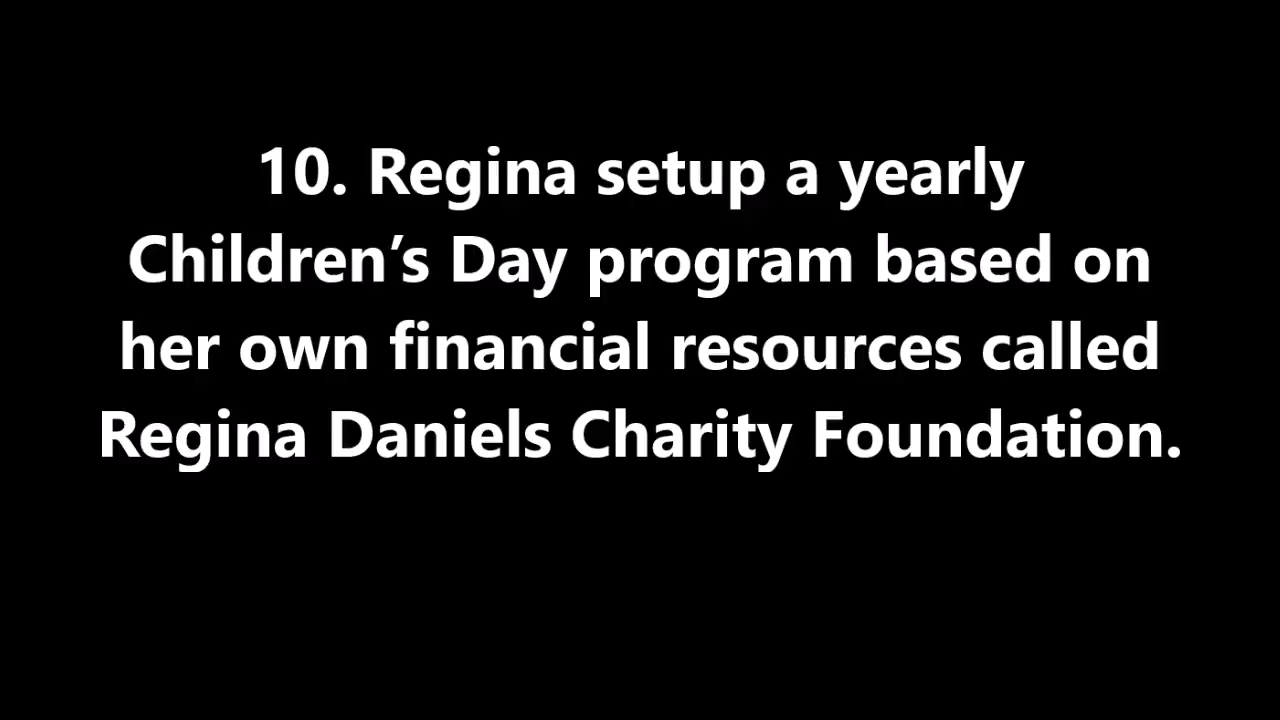 10. Regina setup a yearly
Children’s Day program based on
her own financial resources called
Regina Daniels Charity Foundation.